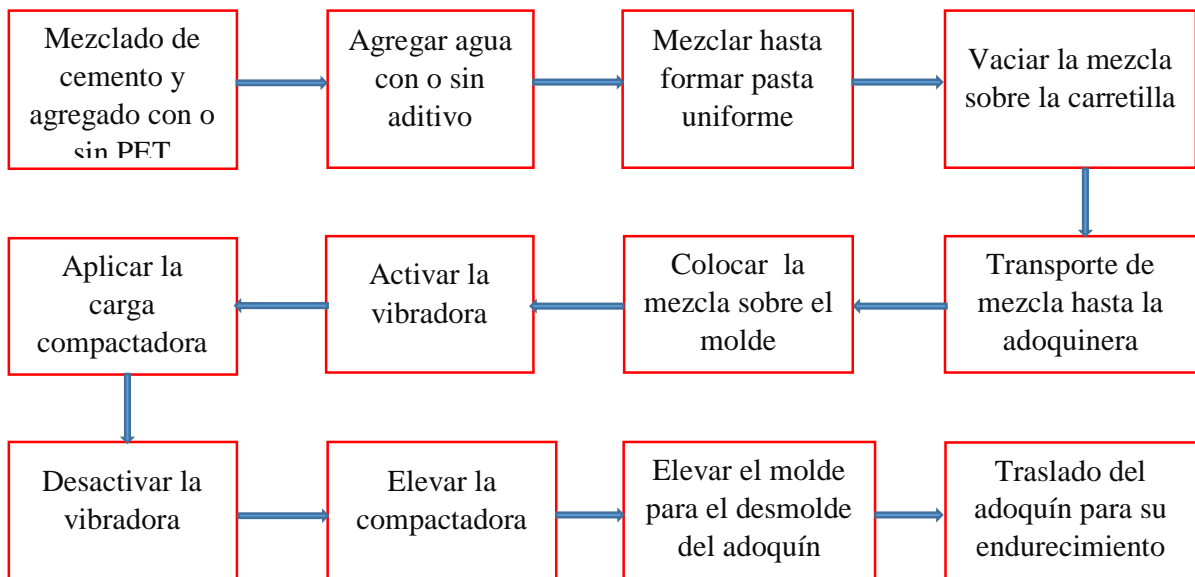 Mezclado de
cemento y
agregado con o
sin PET
Agregar agua
con o sin
aditivo
Mezclar hasta
formar pasta
uniforme
Vaciar la mezcla
sobre la carretilla
Transporte de
mezcla hasta la
adoquinera
Colocar la
mezcla sobre el
molde
Activar la
vibradora
Aplicar la
carga
compactadora
Desactivar la
vibradora
Elevar la
compactadora
Elevar el molde
para el desmolde
del adoquín
Traslado del
adoquín para su
endurecimiento